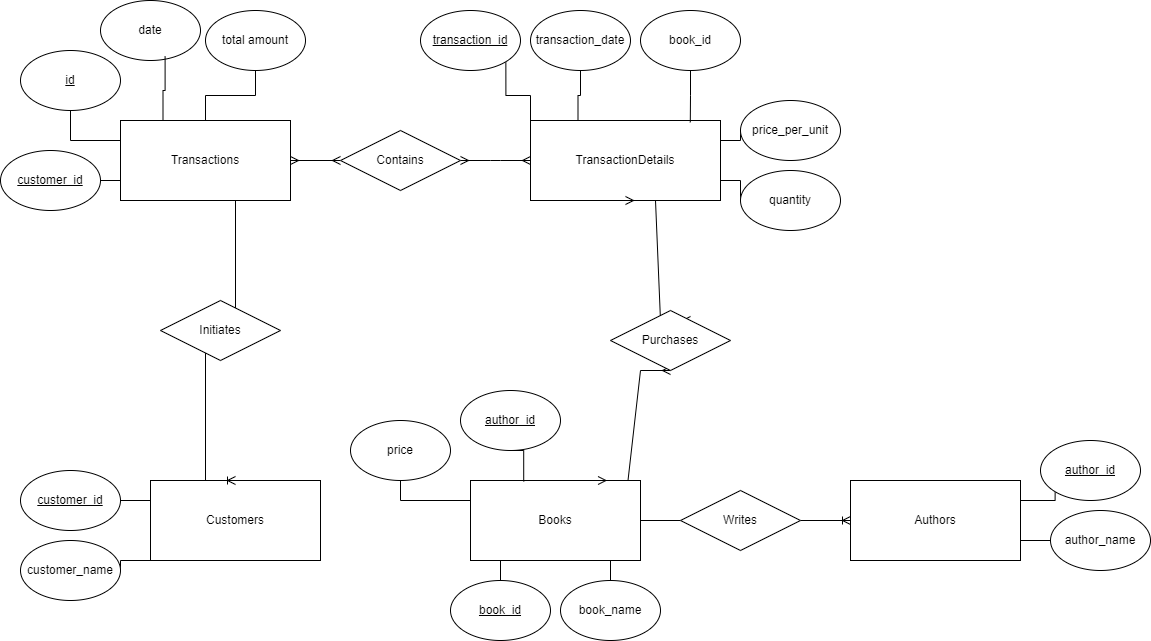 date
total amount
transaction_id
transaction_date
book_id
id
price_per_unit
Transactions
Contains
TransactionDetails
customer_id
quantity
Initiates
Purchases
author_id
price
author_id
customer_id
Customers
Books
Writes
Authors
author_name
customer_name
book_id
book_name